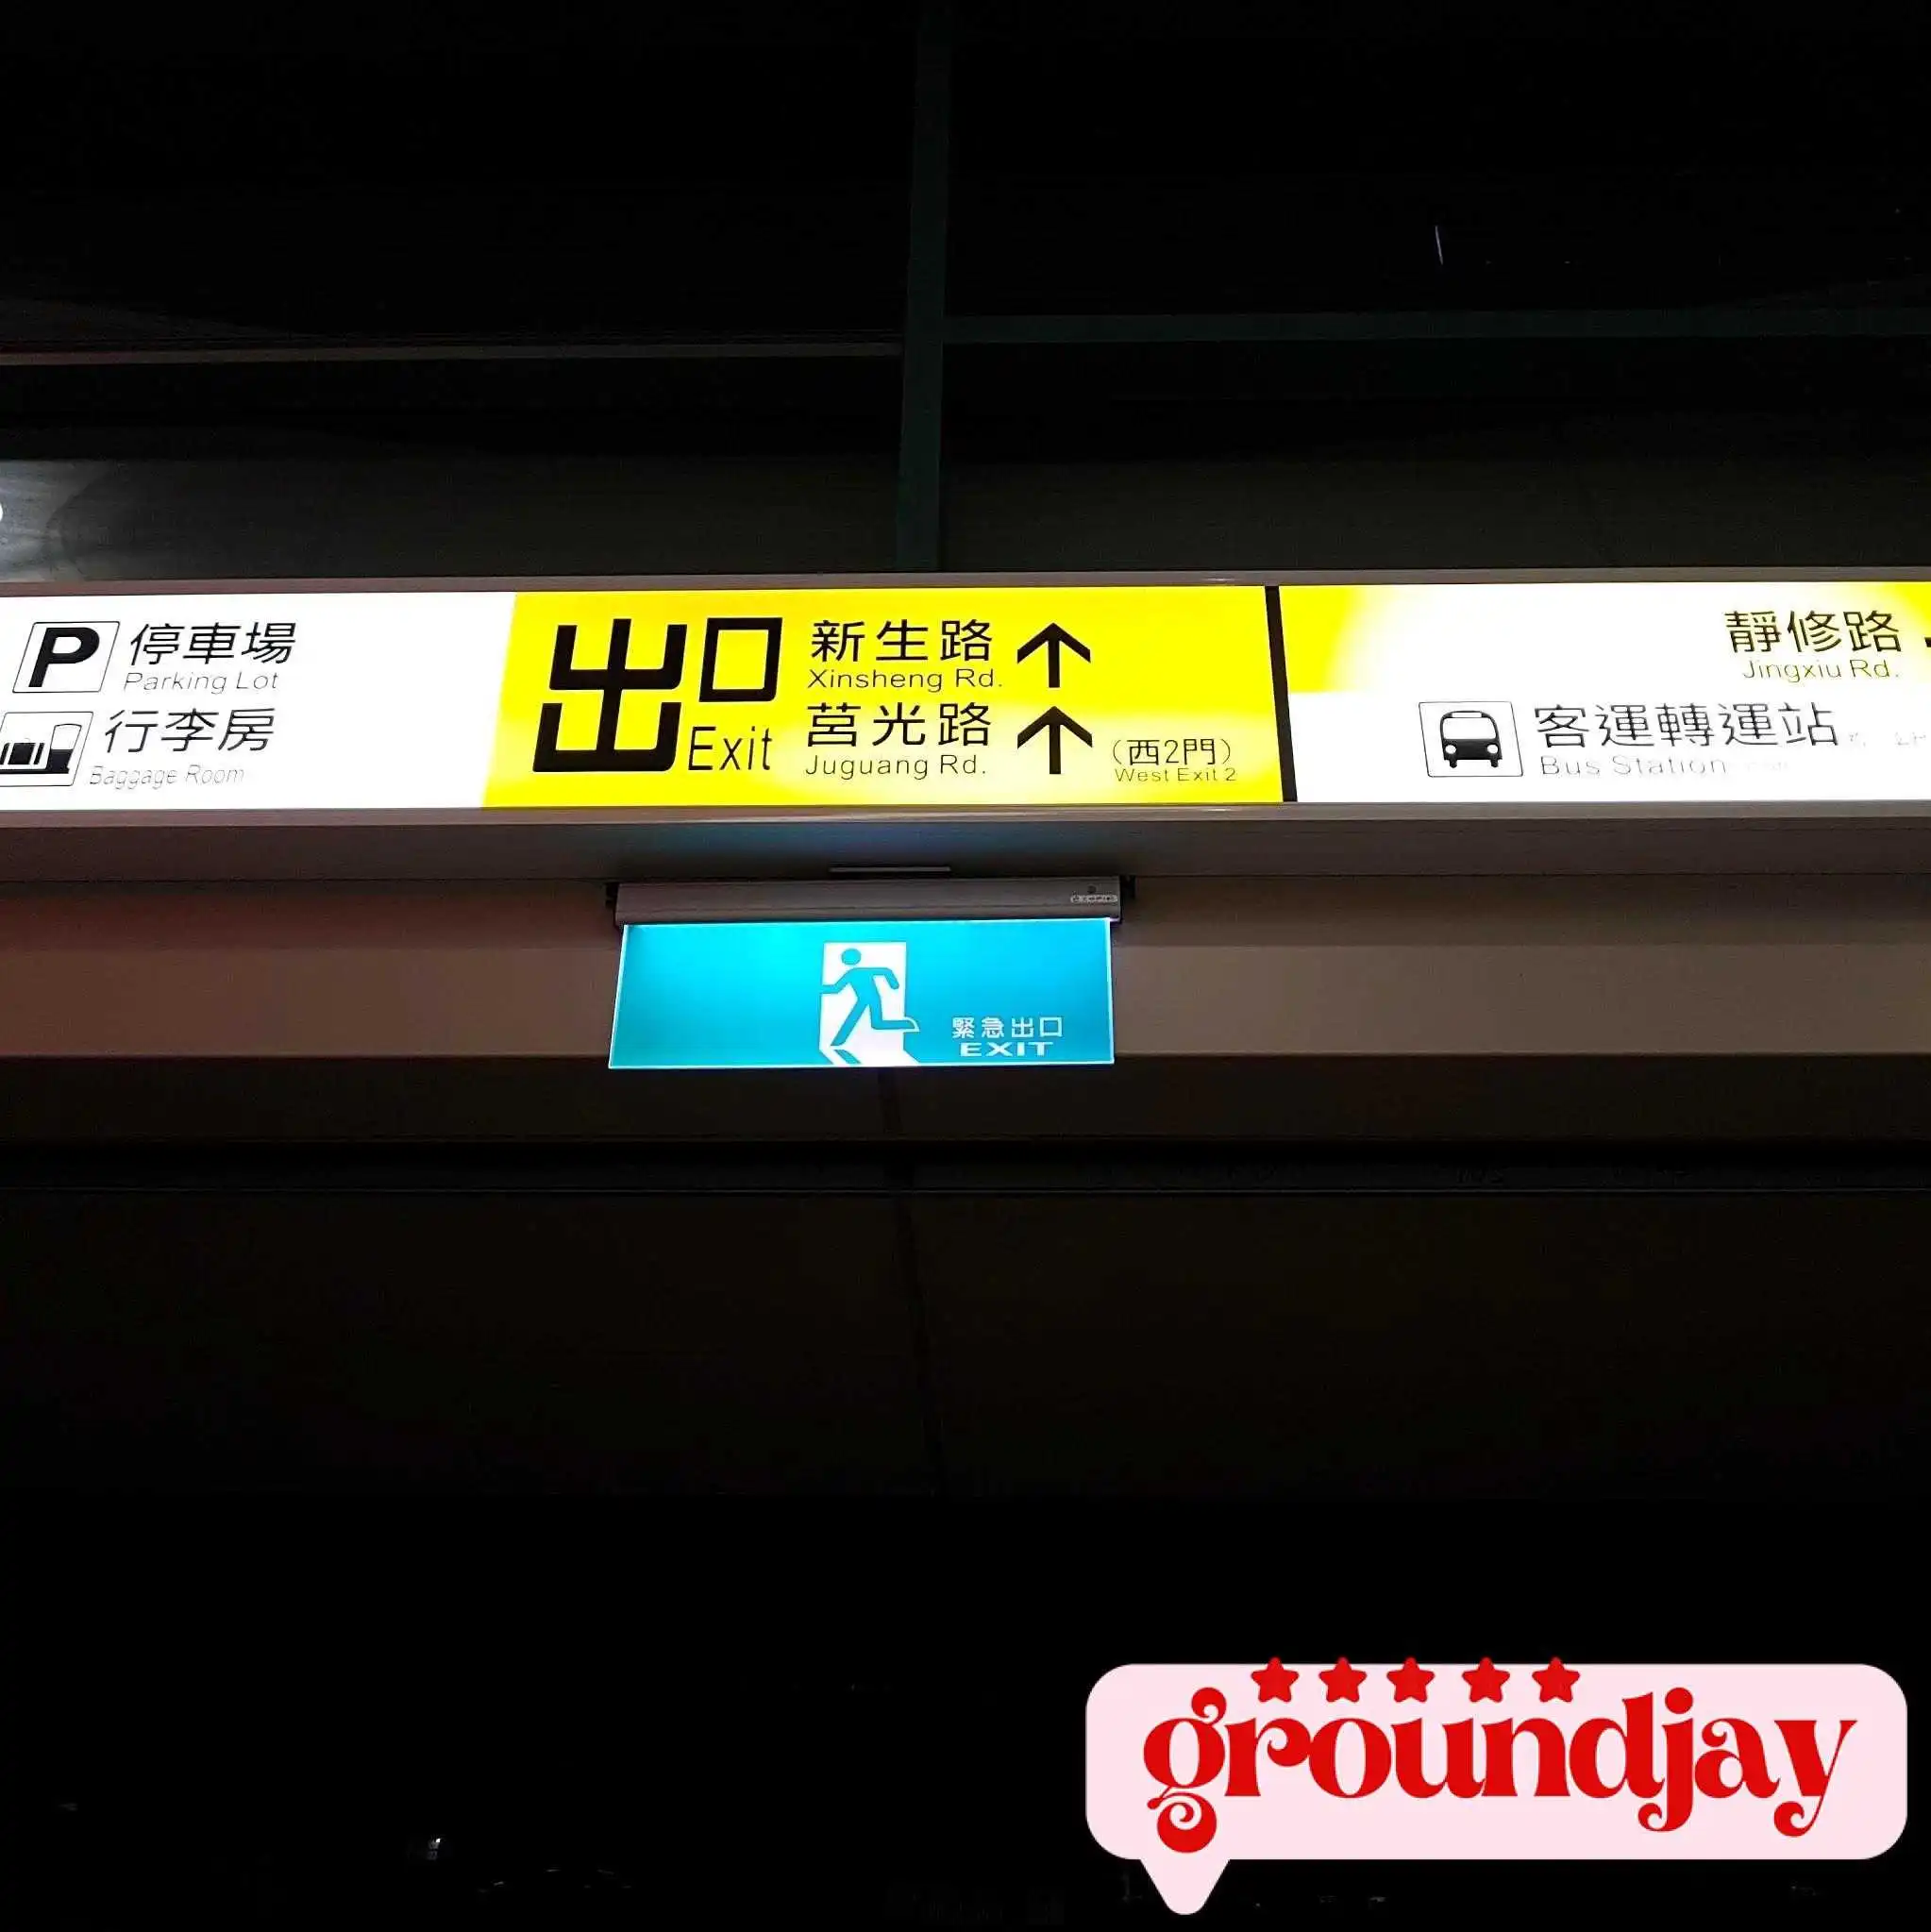 P 停車場
Parking Lot
行李房
Baggage Room
出口
Exit
新生路
Xinsheng Rd.
莒光路
Juguang Rd.
(西2門)
West Exit 2
靜修路
Jingxiu Rd.
客運轉運站
Bus Station
緊急出口
EXIT
groundjay